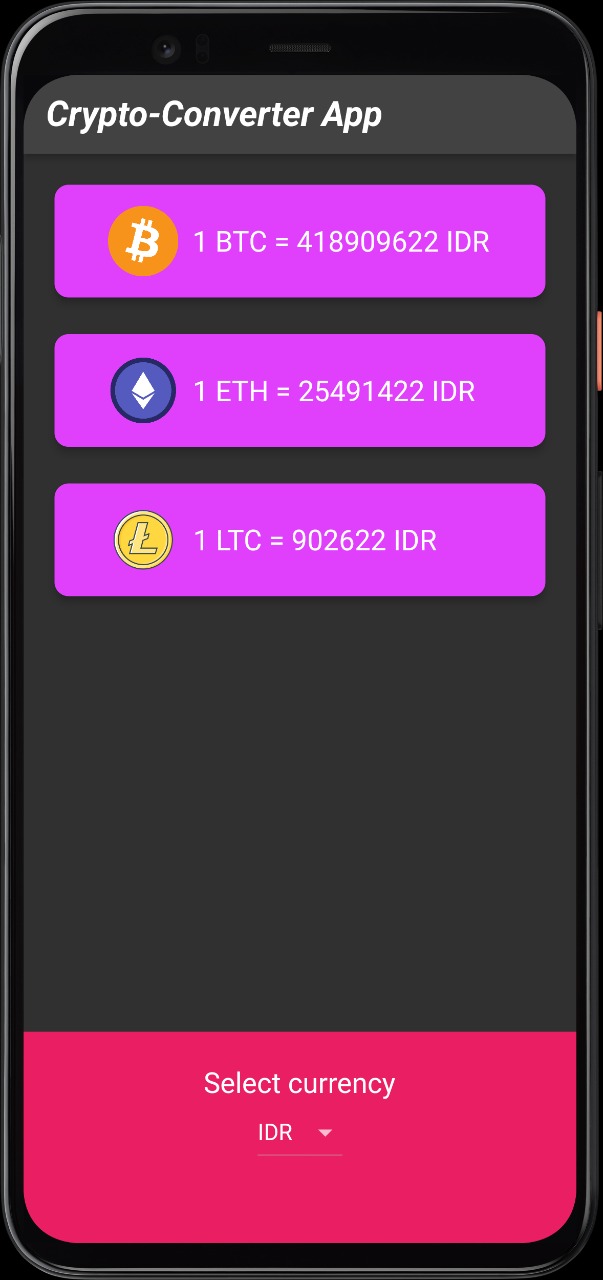 Crypto-Converter App
1 BTC = 418909622 IDR
1 ETH = 25491422 IDR
1 LTC = 902622 IDR
Select currency
IDR